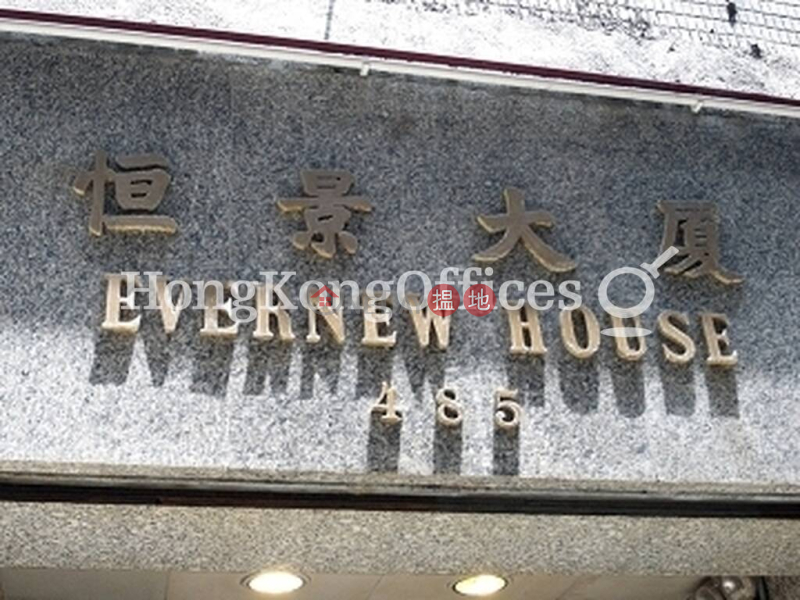 恒景大厦
HongKongOffices
搵地
EVERNEW HOUSE
485